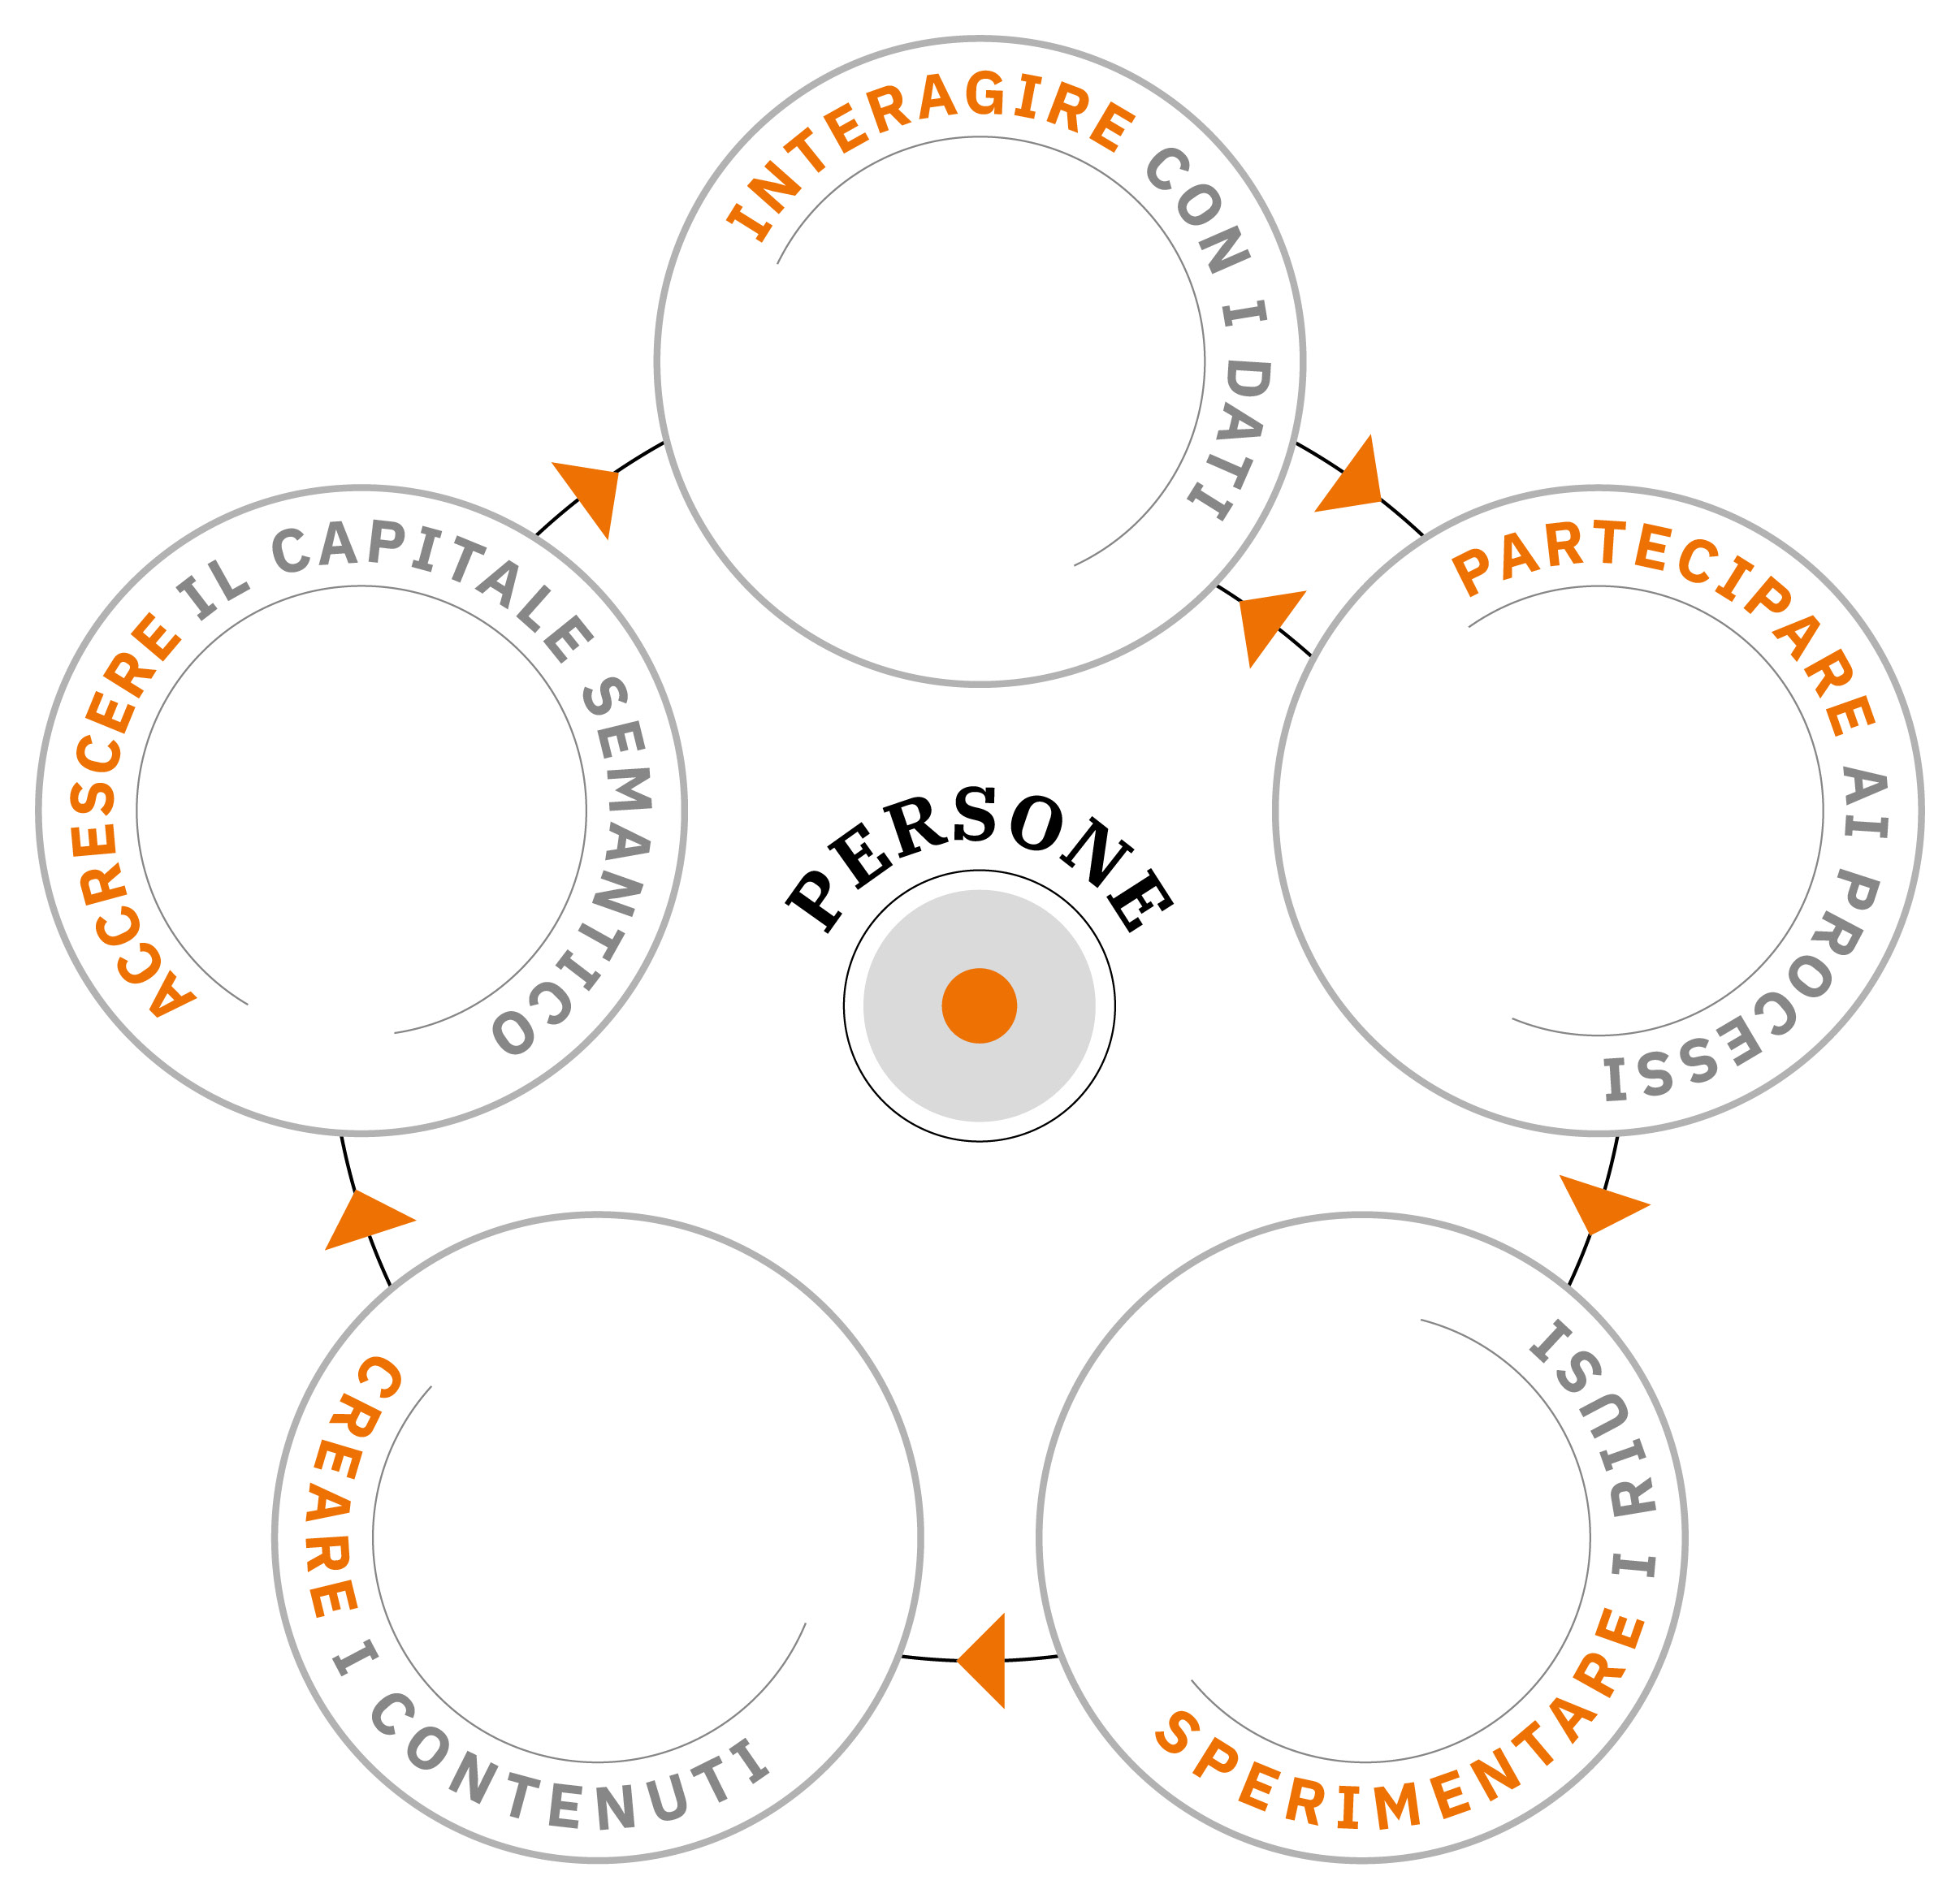 INTERAGIRE CON I DATI
PARTECIPARE AI PROCESSI
SPERIMENTARE I RIUSI
CREARE I CONTENUTI
ACCRESCERE IL CAPITALE SEMANTICO
PERSONE